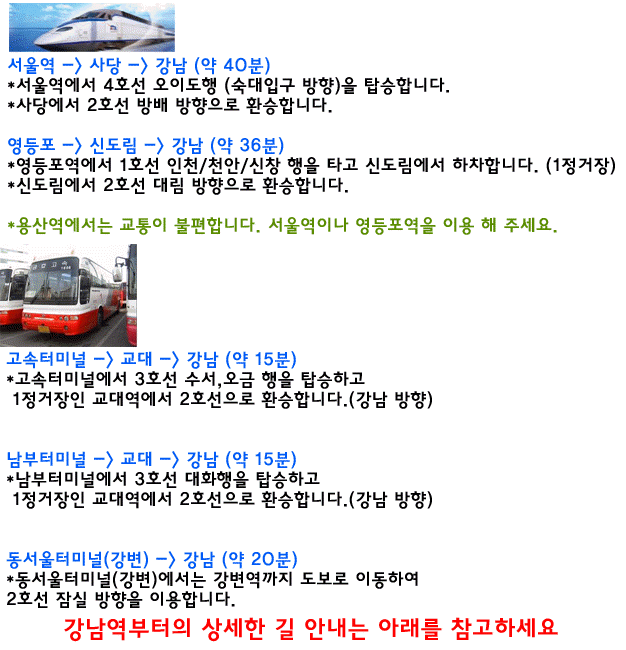 서울역 -> 사당 -> 강남 (약 40분)
*서울역에서 4호선 오이도행 (숙대입구 방향)을 탑승합니다.
*사당에서 2호선 방배 방향으로 환승합니다.
영등포 -> 신도림 -> 강남 (약 36분)
*영등포역에서 1호선 인천/천안/신창 행을 타고 신도림에서 하차합니다. (1정거장)
*신도림에서 2호선 대림 방향으로 환승합니다.
*용산역에서는 교통이 불편합니다. 서울역이나 영등포역을 이용 해 주세요.
고속터미널 -> 교대 -> 강남 (약 15분)
*고속터미널에서 3호선 수서,오금 행을 탑승하고
1정거장인 교대역에서 2호선으로 환승합니다.(강남 방향)
남부터미널 -> 교대 -> 강남 (약 15분)
*남부터미널에서 3호선 대화행을 탑승하고
1정거장인 교대역에서 2호선으로 환승합니다.(강남 방향)
동서울터미널(강변) -> 강남 (약 20분)
*동서울터미널(강변)에서는 강변역까지 도보로 이동하여
2호선 잠실 방향을 이용합니다.
강남역부터의 상세한 길 안내는 아래를 참고하세요